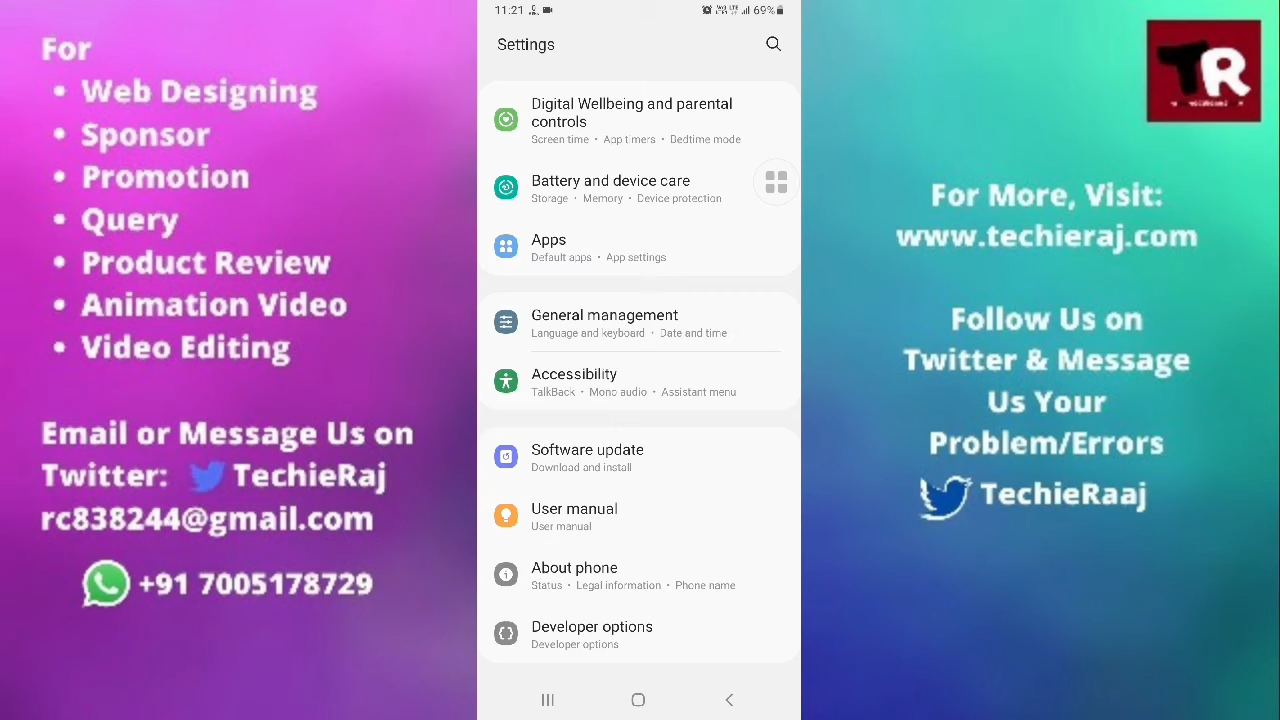 For
• Web Designing
• Sponsor
• Promotion
• Query
• Product Review
• Animation Video
• Video Editing
Email or Message Us on
Twitter: TechieRaj
rc838244@gmail.com
+91 7005178729
11:21
69%
Settings
Digital Wellbeing and parental
controls
Screen time • App timers • Bedtime mode
Battery and device care
Storage • Memory • Device protection
Apps
Default apps • App settings
General management
Language and keyboard • Date and time
Accessibility
TalkBack • Mono audio • Assistant menu
Software update
Download and install
User manual
User manual
About phone
Status • Legal information • Phone name
Developer options
Developer options
TR
For More, Visit:
www.techieraj.com
Follow Us on
Twitter & Message
Us Your
Problem/Errors
TechieRaaj